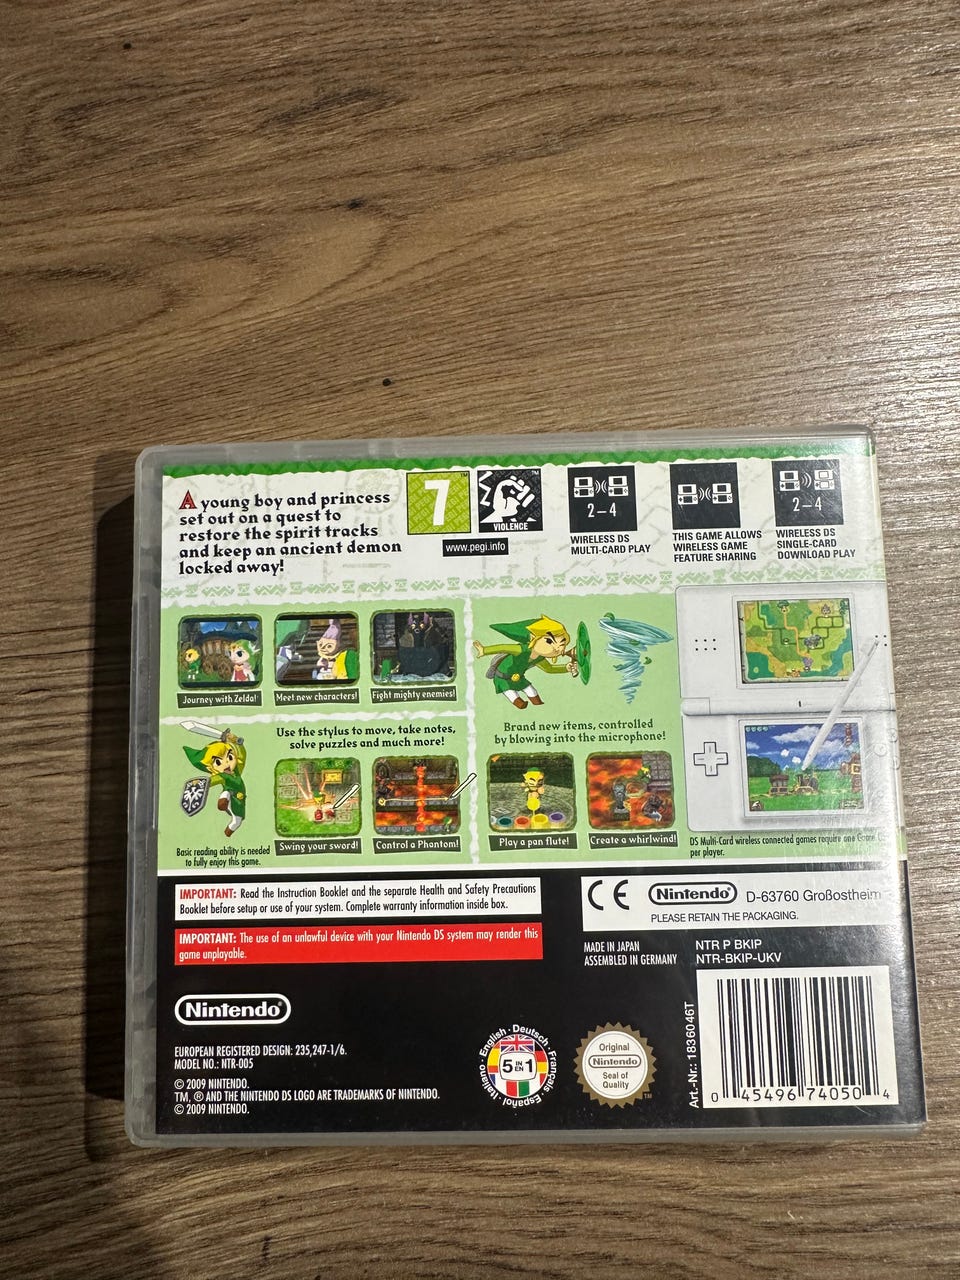 A young boy and princess
set out on a quest to
restore the spirit tracks
and keep an ancient demon
locked away!
7
™
VIOLENCE
™
www.pegi.info
2-4
WIRELESS DS
MULTI-CARD PLAY
THIS GAME ALLOWS
WIRELESS GAME
FEATURE SHARING
2-4
WIRELESS DS
SINGLE-CARD
DOWNLOAD PLAY
Journey with Zelda!
Meet new characters!
Fight mighty enemies!
Use the stylus to move, take notes,
solve puzzles and much more!
Swing your sword!
Control a Phantom!
Basic reading ability is needed
to fully enjoy this game.
Brand new items, controlled
by blowing into the microphone!
Play a pan flute!
Create a whirlwind!
DS Multi-Card wireless connected games require one Game
per player.
IMPORTANT: Read the Instruction Booklet and the separate Health and Safety Precautions
Booklet before setup or use of your system. Complete warranty information inside box.
IMPORTANT: The use of an unlawful device with your Nintendo DS system may render this
game unplayable.
CE
Nintendo®
D-63760 Großostheim
PLEASE RETAIN THE PACKAGING.
MADE IN JAPAN
ASSEMBLED IN GERMANY
NTR P BKIP
NTR-BKIP-UKV
Nintendo®
EUROPEAN REGISTERED DESIGN: 235,247-1/6.
MODEL NO.: NTR-005
© 2009 NINTENDO.
TM, ® AND THE NINTENDO DS LOGO ARE TRADEMARKS OF NINTENDO.
© 2009 NINTENDO.
English · Deutsch · Français · Español · Italiano ·
5 IN EN 1
Original
Nintendo
Seal of
Quality
TM
Art.-Nr.: 1836046T
0 45496 74050 4